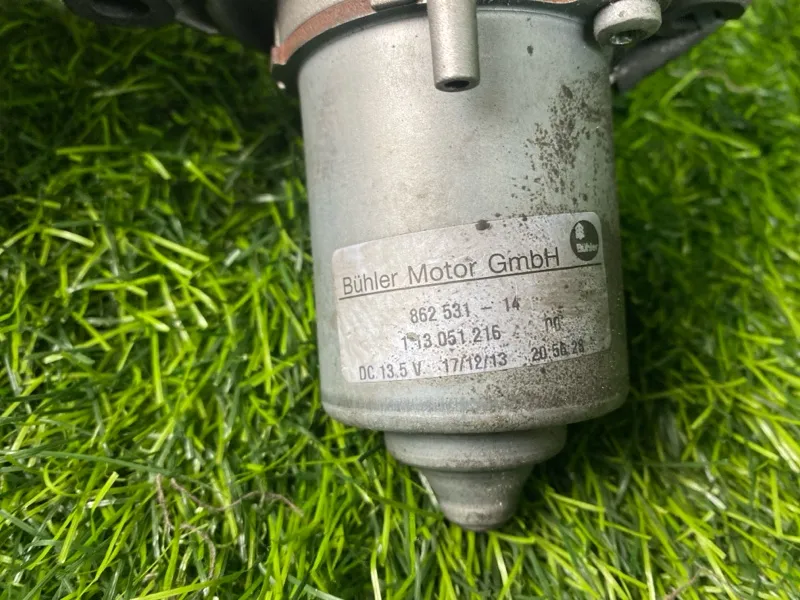 Bühler Motor GmbH
Bühler
862 531 - 14
1.13.051.216
DC 13.5 V 17/12/13 20:56:28